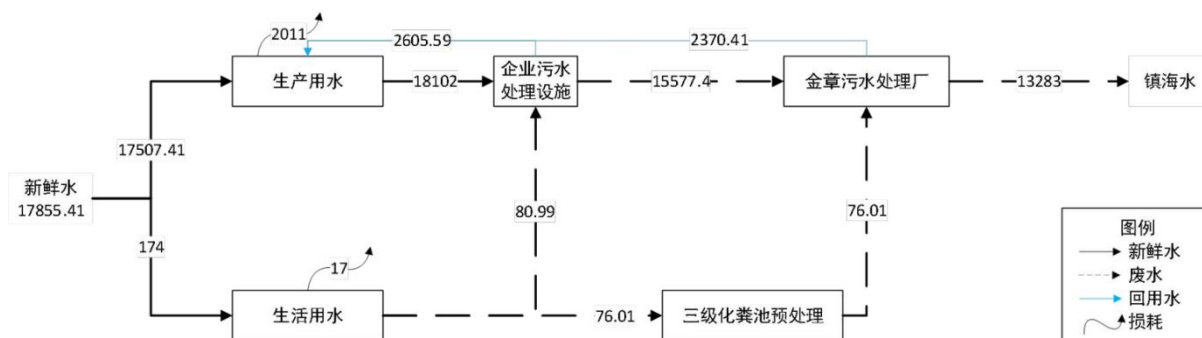 2011
2605.59
2370.41
生产用水
18102
企业污水
处理设施
15577.4
金章污水处理厂
13283
镇海水
17507.41
新鲜水
17855.41
174
80.99
76.01
17
生活用水
76.01
三级化粪池预处理
图例
新鲜水
废水
回用水
损耗